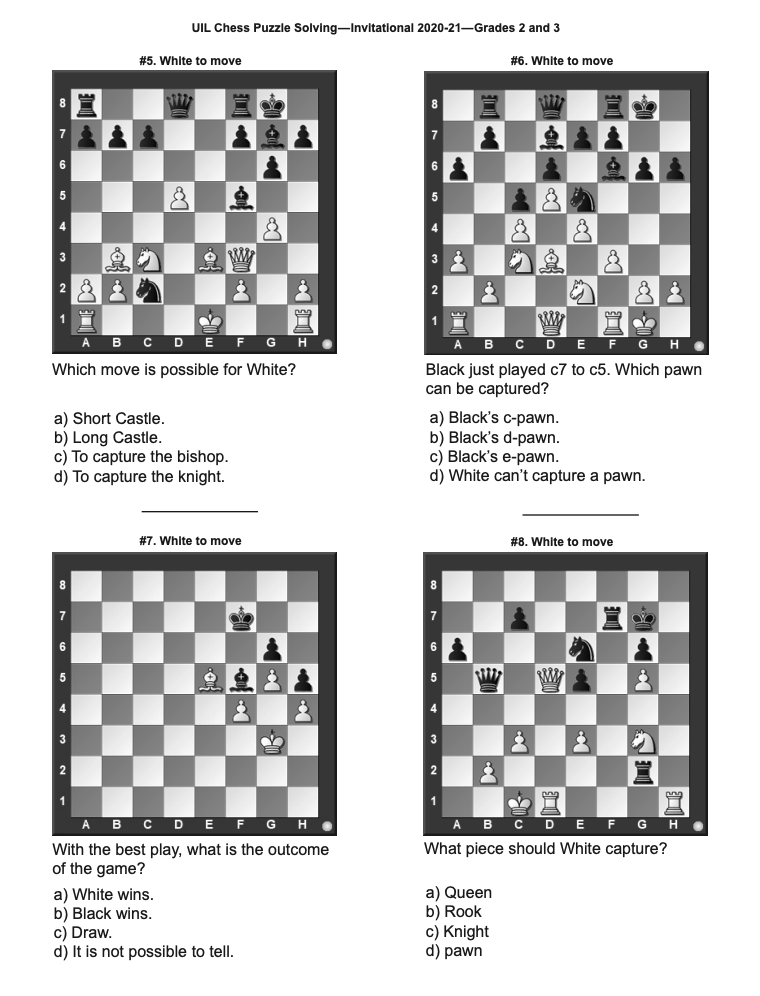 UIL Chess Puzzle Solving—Invitational 2020-21—Grades 2 and 3
#5. White to move
8
7
6
5
4
3
2
1
A B C D E F G H
Which move is possible for White?
a) Short Castle.
b) Long Castle.
c) To capture the bishop.
d) To capture the knight.
#6. White to move
8
7
6
5
4
3
2
1
A B C D E F G H
Black just played c7 to c5. Which pawn
can be captured?
a) Black’s c-pawn.
b) Black’s d-pawn.
c) Black’s e-pawn.
d) White can’t capture a pawn.
#7. White to move
8
7
6
5
4
3
2
1
A B C D E F G H
With the best play, what is the outcome
of the game?
a) White wins.
b) Black wins.
c) Draw.
d) It is not possible to tell.
#8. White to move
8
7
6
5
4
3
2
1
A B C D E F G H
What piece should White capture?
a) Queen
b) Rook
c) Knight
d) pawn